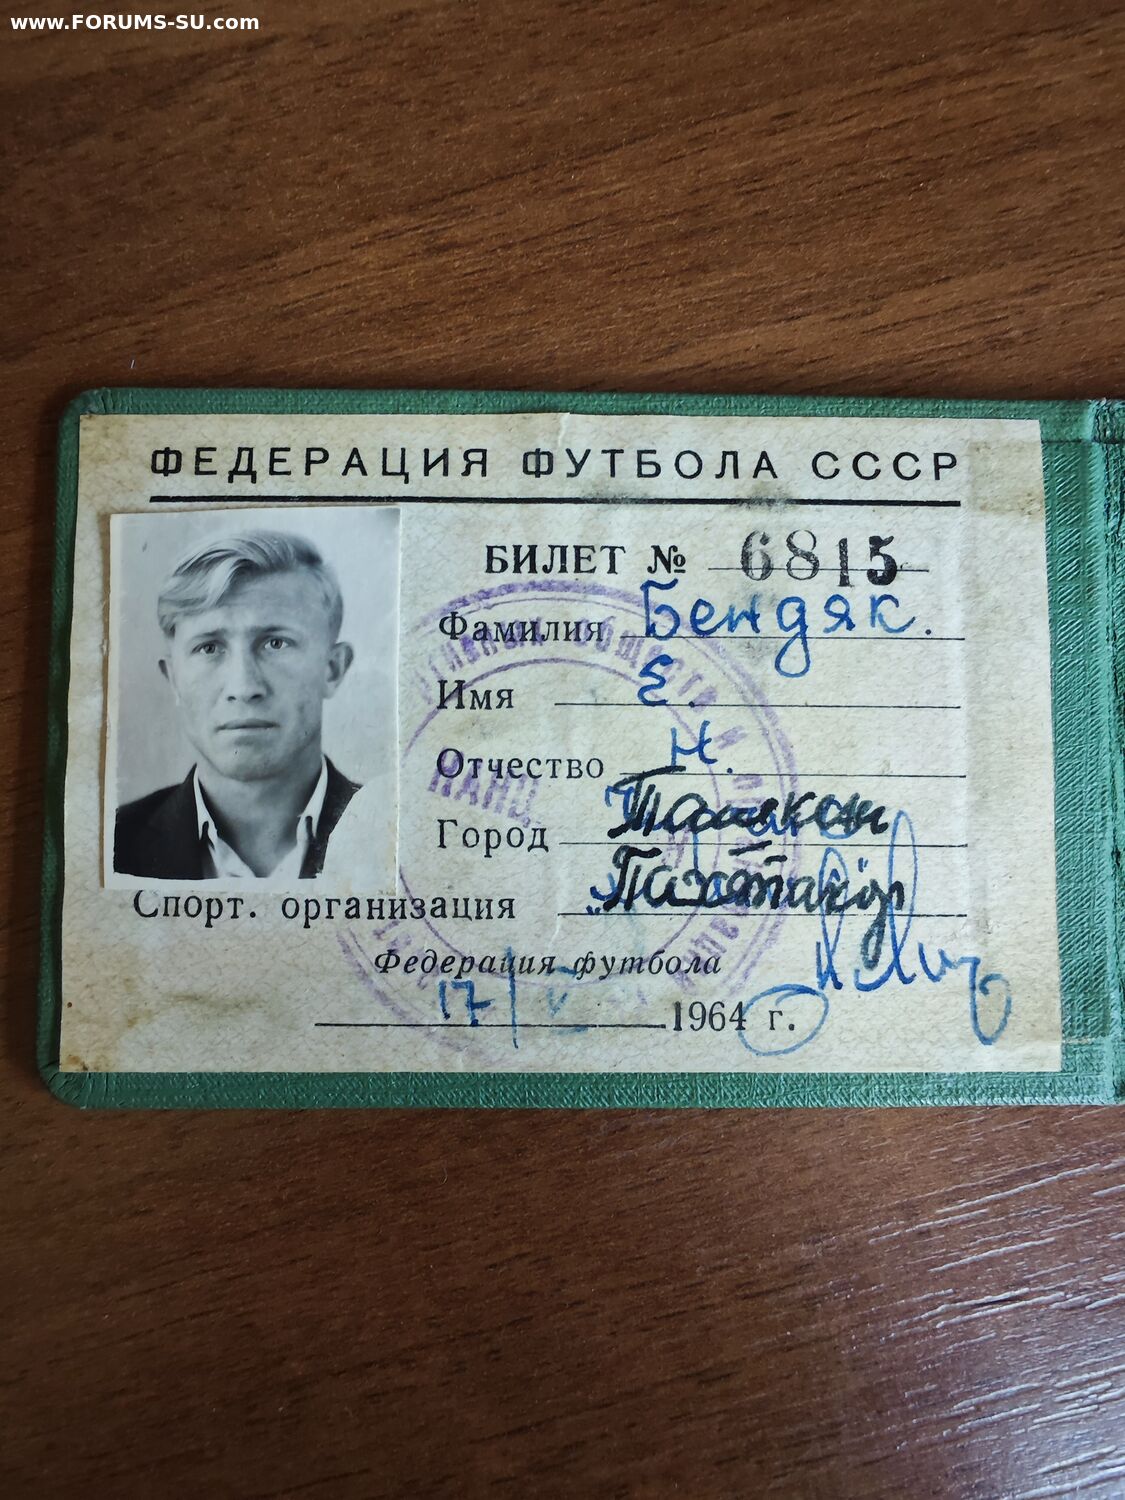 www.FORUMS-SU.com
ФЕДЕРАЦИЯ ФУТБОЛА СССР
БИЛЕТ № 6815
Фамилия Бендяк.
Имя Е.
Отчество Н.
Город Ташкент
Спорт. организация „Пахтакор"
Федерация футбола
17/V 1964 г.